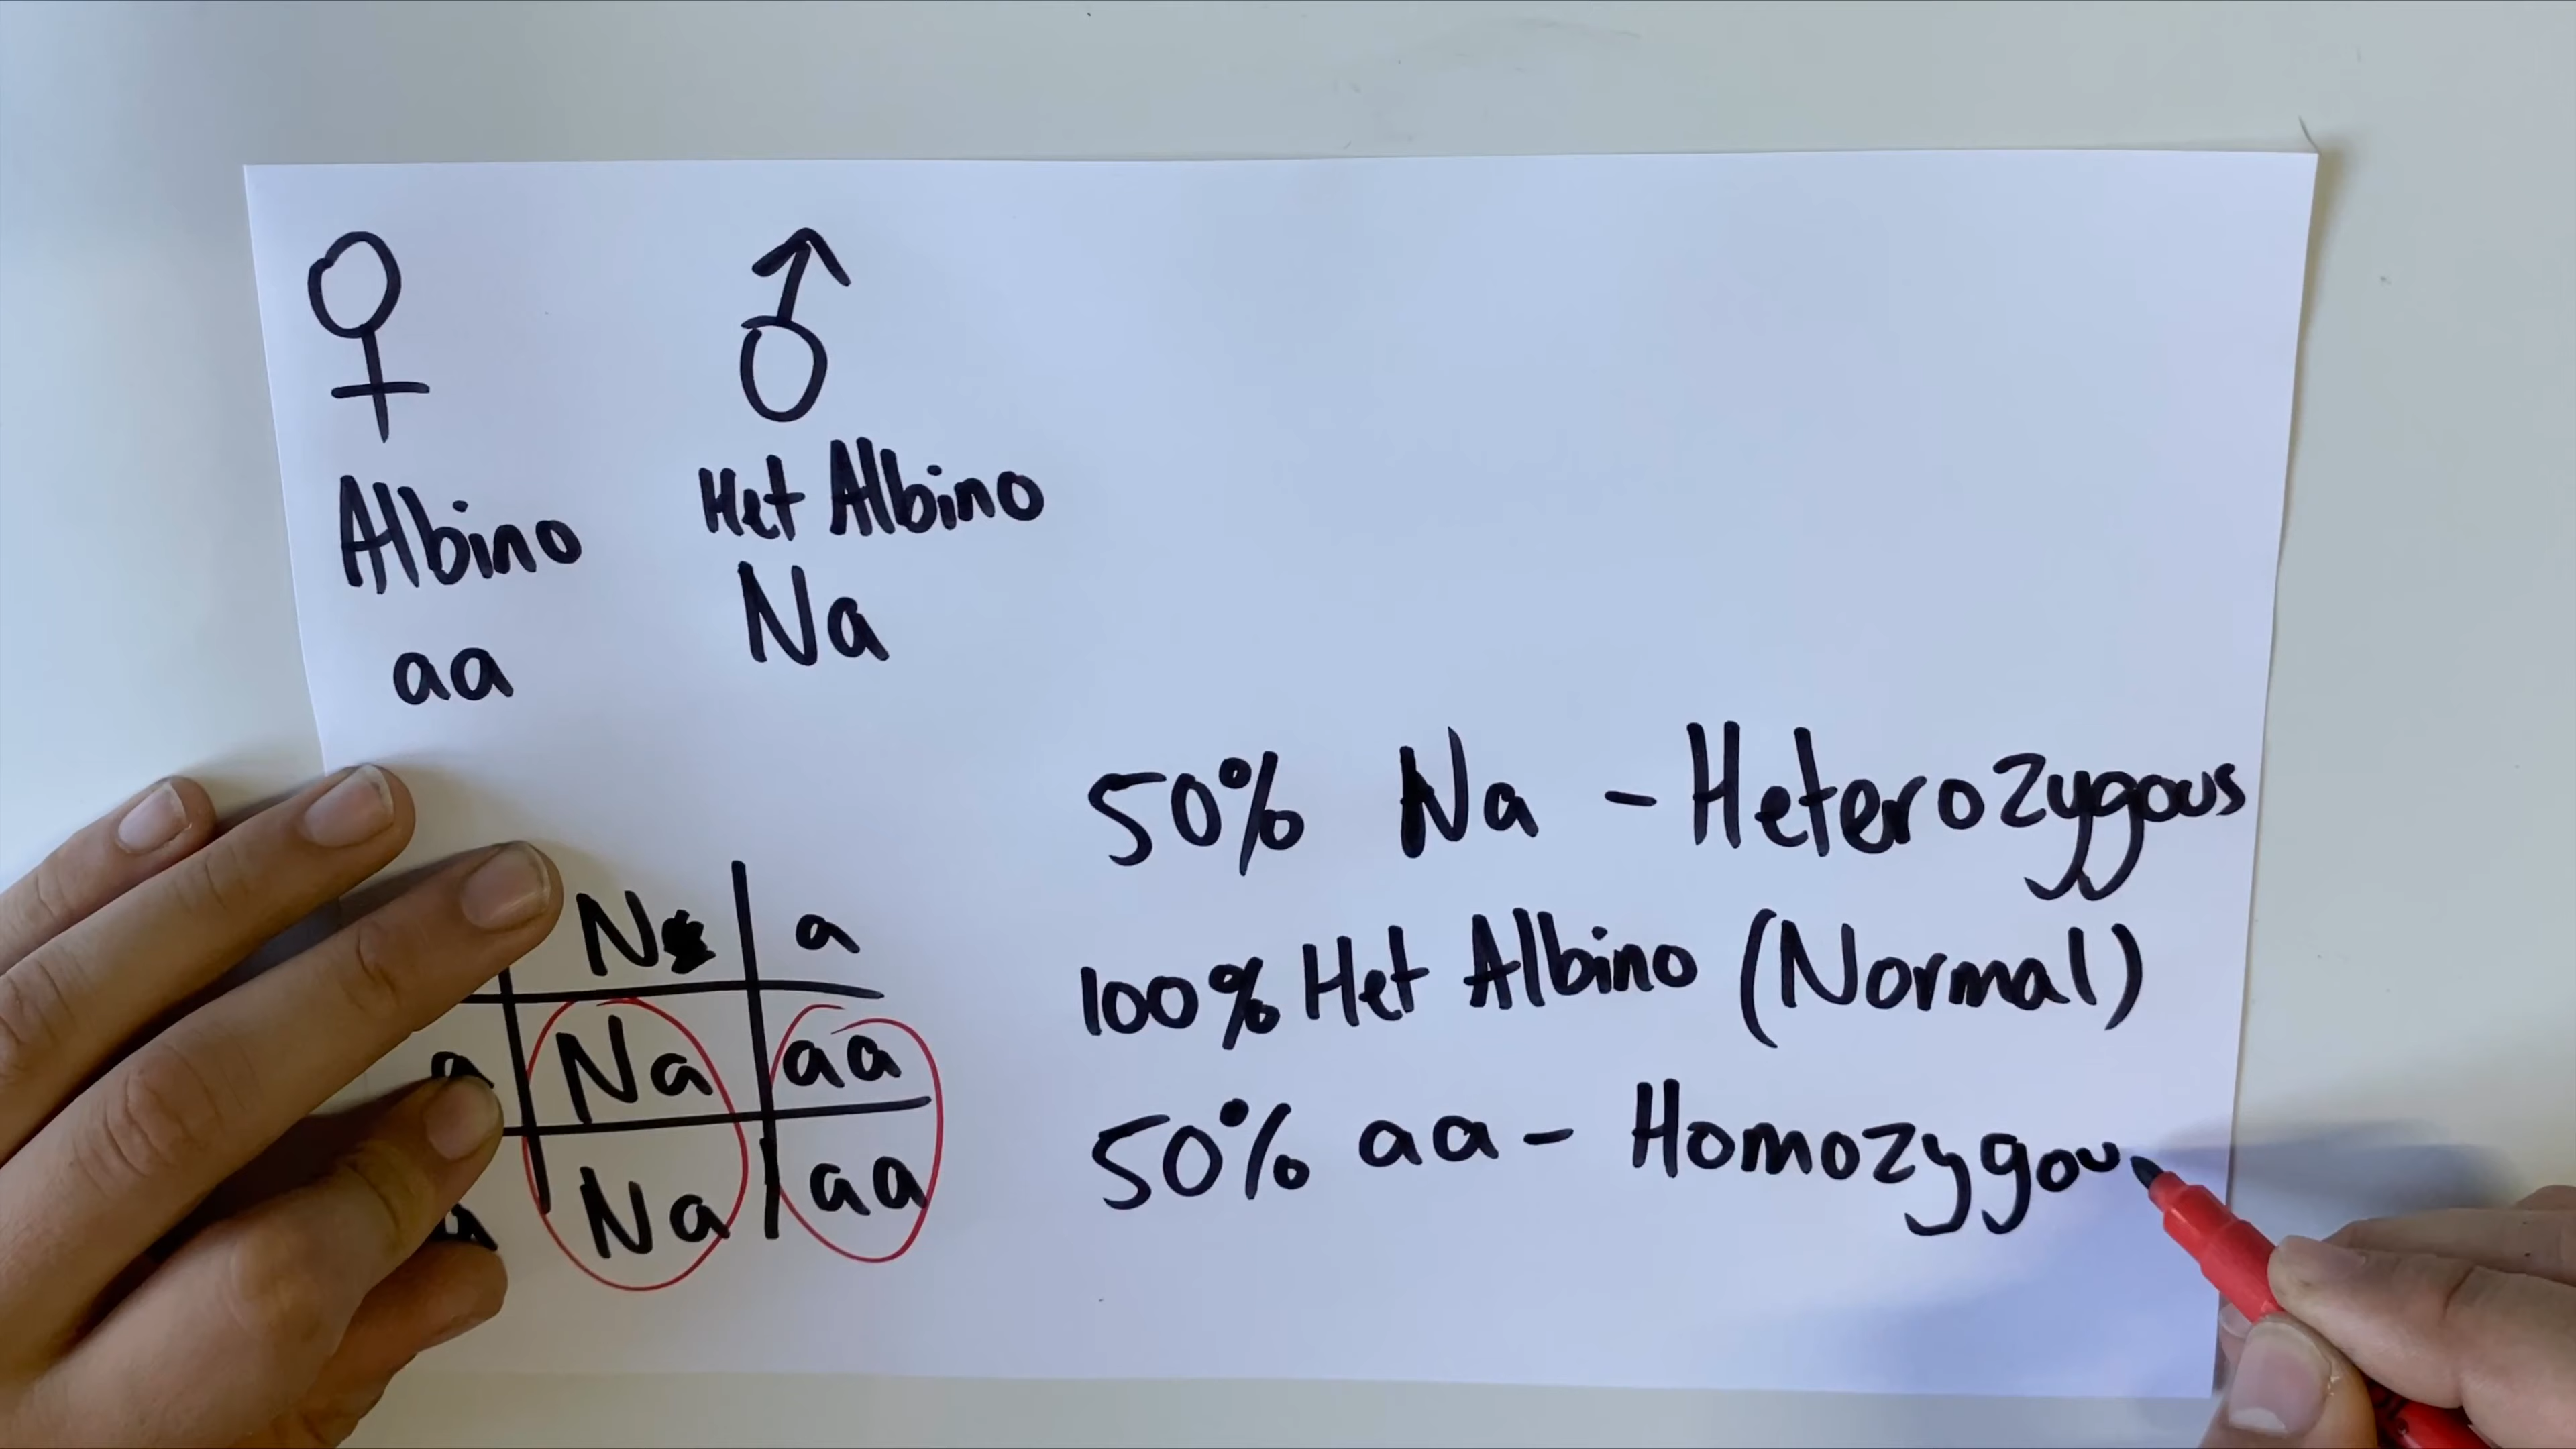 ♀ ♂
Albino Het Albino
aa Na
50% Na - Heterozygous
100% Het Albino (Normal)
50% aa - Homozygou
N a
a Na aa
a Na aa